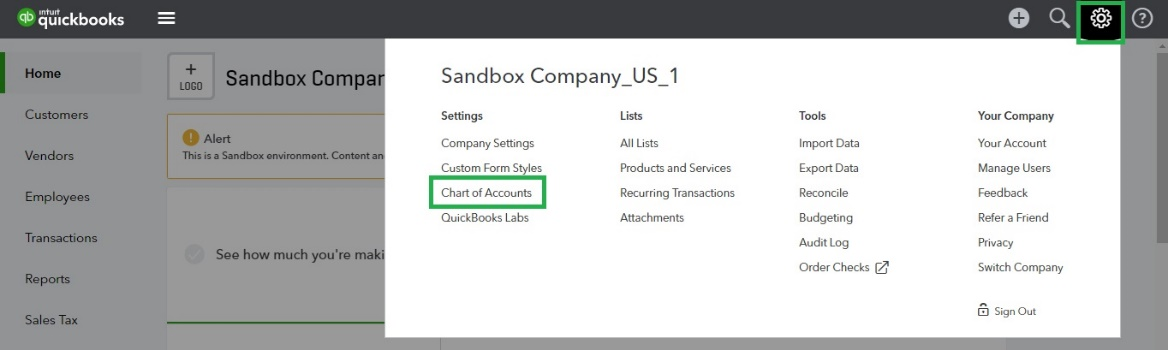 intuit
quickbooks
Home
Customers
Vendors
Employees
Transactions
Reports
Sales Tax
+
LOGO
Sandbox Compan
Alert
This is a Sandbox environment. Content an
See how much you're maki
Sandbox Company_US_1
Settings
Company Settings
Custom Form Styles
Chart of Accounts
QuickBooks Labs
Lists
All Lists
Products and Services
Recurring Transactions
Attachments
Tools
Import Data
Export Data
Reconcile
Budgeting
Audit Log
Order Checks
Your Company
Your Account
Manage Users
Feedback
Refer a Friend
Privacy
Switch Company
Sign Out